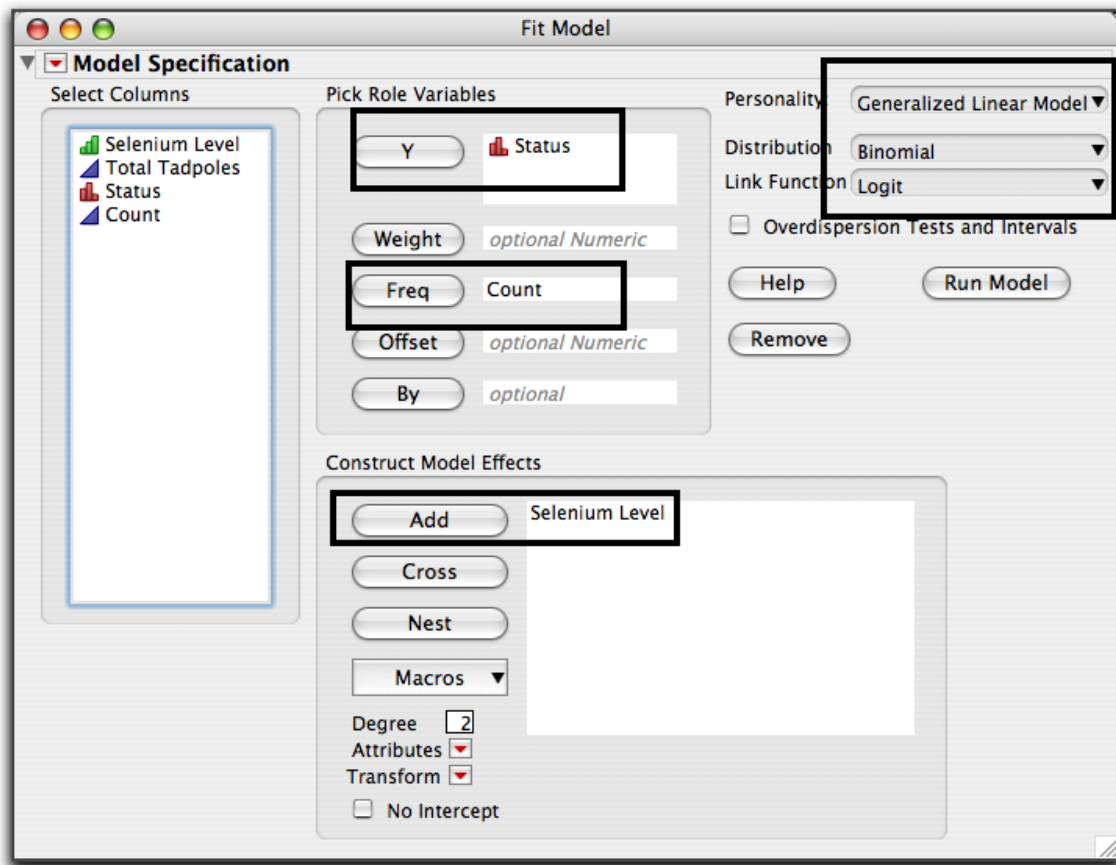 Fit Model
Model Specification
Select Columns
Selenium Level
Total Tadpoles
Status
Count
Pick Role Variables
Y Status
Weight optional Numeric
Freq Count
Offset optional Numeric
By optional
Personality: Generalized Linear Model
Distribution Binomial
Link Function Logit
Overdispersion Tests and Intervals
Help Run Model
Remove
Construct Model Effects
Add Selenium Level
Cross
Nest
Macros
Degree 2
Attributes
Transform
No Intercept